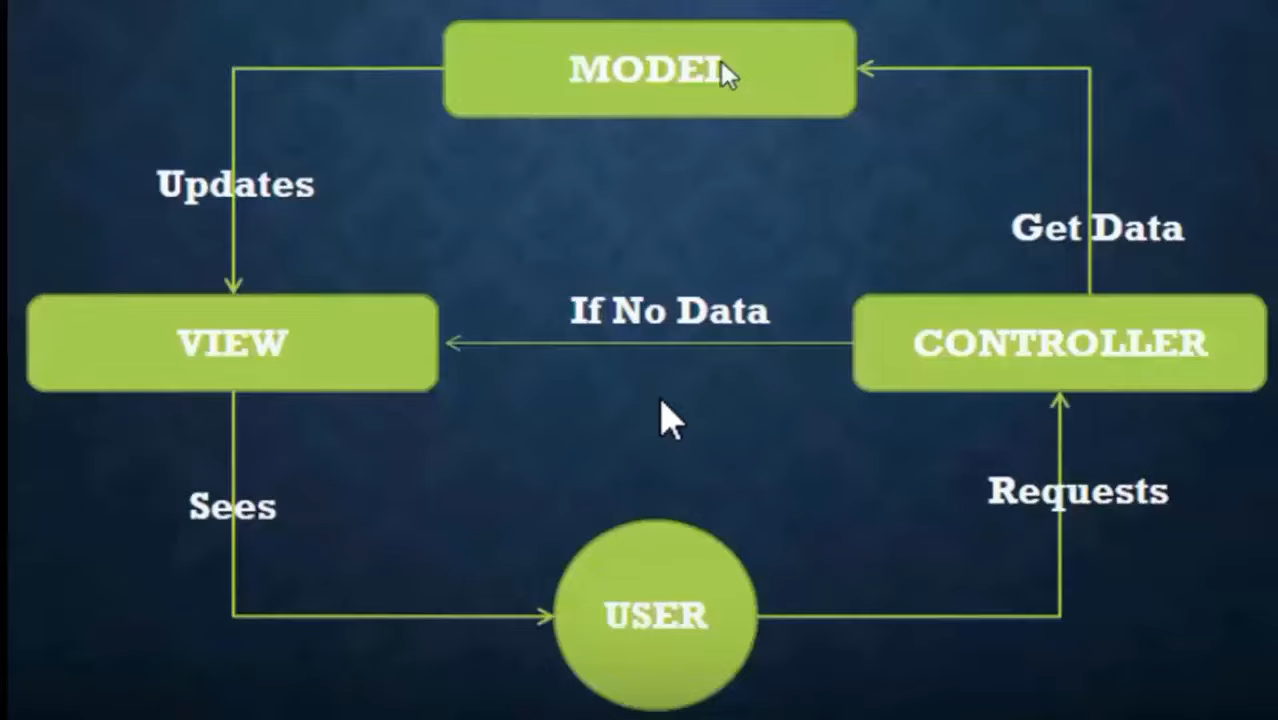 MODEL
Updates
Get Data
If No Data
VIEW
CONTROLLER
Requests
Sees
USER